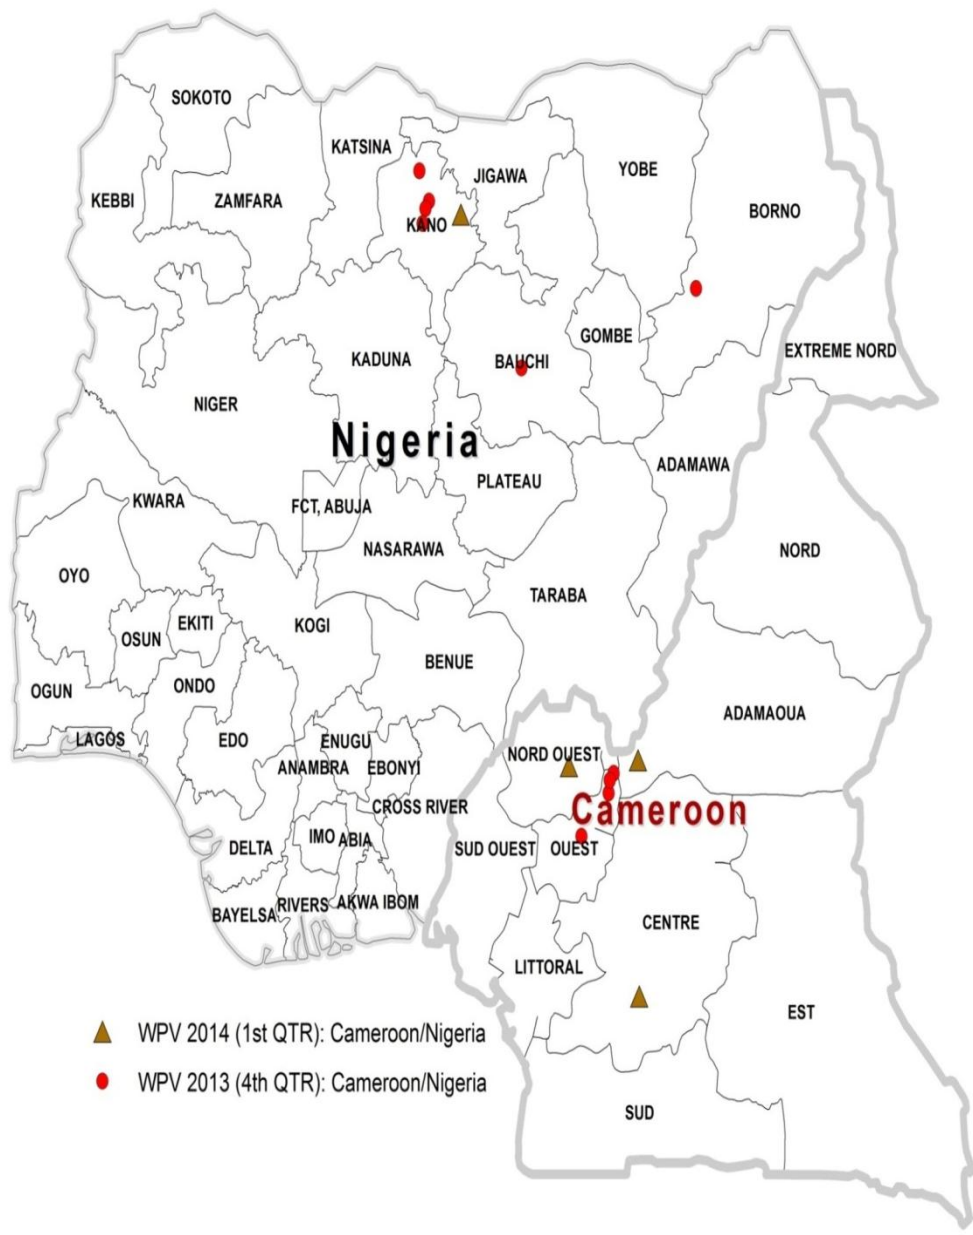 SOKOTO
KATSINA
KEBBI
ZAMFARA
JIGAWA
YOBE
BORNO
KANO
KADUNA
BAUCHI
GOMBE
EXTREME NORD
NIGER
Nigeria
KWARA
FCT, ABUJA
PLATEAU
ADAMAWA
NASARAWA
NORD
OYO
TARABA
OSUN
EKITI
KOGI
BENUE
OGUN
ONDO
ADAMAOUA
LAGOS
EDO
ENUGU
NORD OUEST
ANAMBRA
EBONYI
CROSS RIVER
Cameroon
DELTA
IMO
ABIA
SUD OUEST
OUEST
BAYELSA
RIVERS
AKWA IBOM
CENTRE
LITTORAL
EST
WPV 2014 (1st QTR): Cameroon/Nigeria
WPV 2013 (4th QTR): Cameroon/Nigeria
SUD